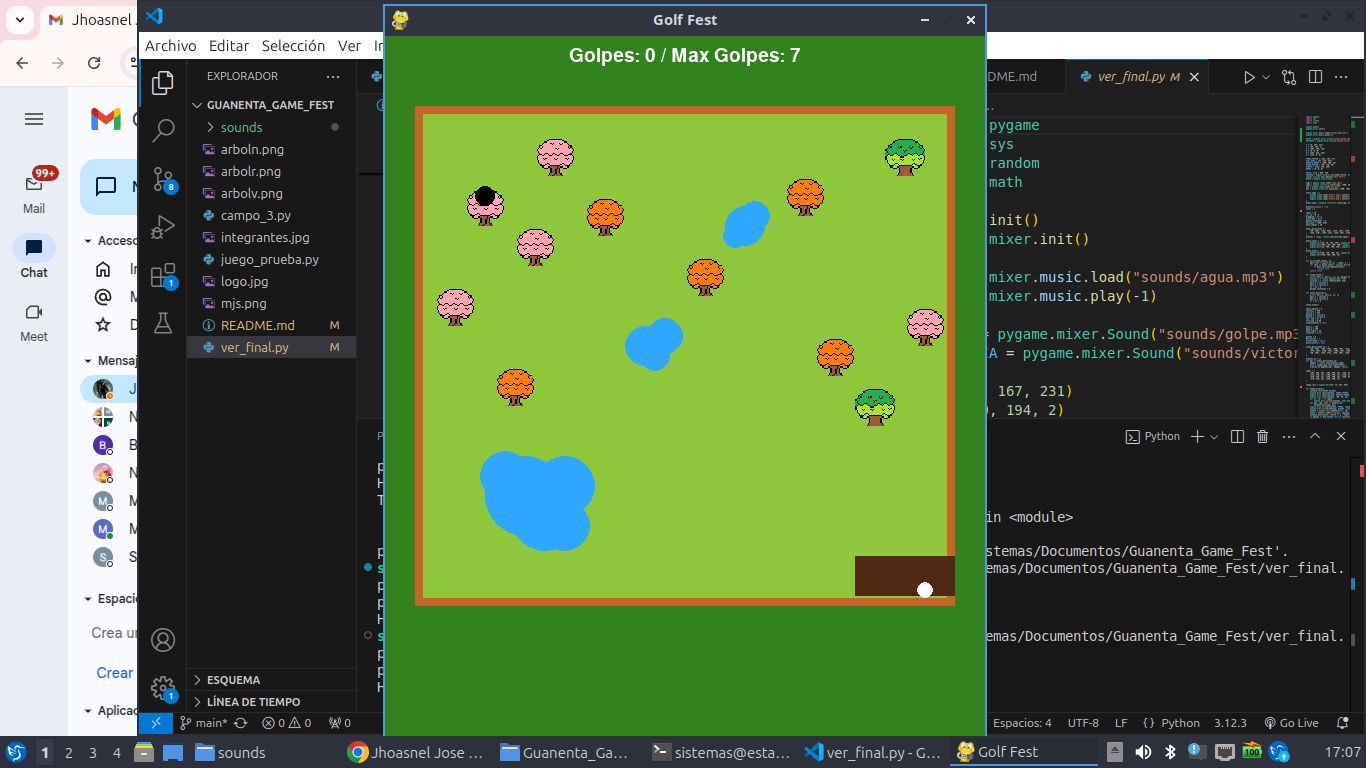 Jhoasnel J
99+
Mail
Chat
Meet
Acceso
Mensaj
N
B
N
M
M
S
Espacio
Crea un
Crear
Aplicac
Archivo Editar Selección Ver
EXPLORADOR
GUANENTA_GAME_FEST
sounds
arboln.png
arbolr.png
arbolv.png
campo_3.py
integrantes.jpg
juego_prueba.py
logo.jpg
mjs.png
README.md M
ver_final.py M
8
1
1
ESQUEMA
LÍNEA DE TIEMPO
main* 0 0 0
Golf Fest
Golpes: 0 / Max Golpes: 7
DME.md ver_final.py M
pygame
sys
random
math
init()
mixer.init()
mixer.music.load("sounds/agua.mp3")
mixer.music.play(-1)
= pygame.mixer.Sound("sounds/golpe.mp3
IA = pygame.mixer.Sound("sounds/victor
167, 231)
, 194, 2)
Python
in <module>
stemas/Documentos/Guanenta_Game_Fest'.
emas/Documentos/Guanenta_Game_Fest/ver_final.
emas/Documentos/Guanenta_Game_Fest/ver_final.
Espacios: 4 UTF-8 LF {} Python 3.12.3 Go Live
1 2 3 4 sounds Jhoasnel Jose ... Guanenta_Ga... sistemas@esta... ver_final.py - G... Golf Fest 100 17:07